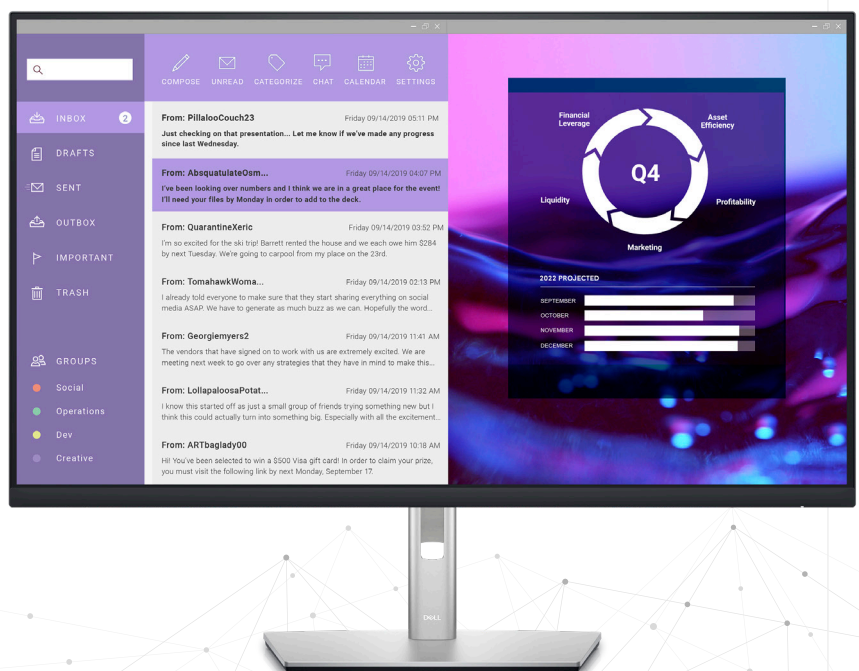 COMPOSE UNREAD CATEGORIZE CHAT CALENDAR SETTINGS
INBOX 2
DRAFTS
SENT
OUTBOX
IMPORTANT
TRASH
GROUPS
Social
Operations
Dev
Creative
From: PillalooCouch23 Friday 09/14/2019 05:11 PM
Just checking on that presentation... Let me know if we've made any progress
since last Wednesday.
From: AbsquatulateOsm... Friday 09/14/2019 04:07 PM
I've been looking over numbers and I think we are in a great place for the event!
I'll need your files by Monday in order to add to the deck.
From: QuarantineXeric Friday 09/14/2019 03:52 PM
I'm so excited for the ski trip! Barrett rented the house and we each owe him $284
by next Tuesday. We're going to carpool from my place on the 23rd.
From: TomahawkWoma... Friday 09/14/2019 02:13 PM
I already told everyone to make sure that they start sharing everything on social
media ASAP. We have to generate as much buzz as we can. Hopefully the word...
From: Georgiemyers2 Friday 09/14/2019 11:41 AM
The vendors that have signed on to work with us are extremely excited. We are
meeting next week to go over any strategies that they have in mind to make this...
From: LollapaloosaPotat... Friday 09/14/2019 11:32 AM
I know this started off as just a small group of friends trying something new but I
think this could actually turn into something big. Especially with all the excitement...
From: ARTbaglady00 Friday 09/14/2019 10:18 AM
Hi! You've been selected to win a $500 Visa gift card! In order to claim your prize,
you must visit the following link by next Monday, September 17.
Financial
Leverage
Asset
Efficiency
Q4
Liquidity
Profitability
Marketing
2022 PROJECTED
SEPTEMBER
OCTOBER
NOVEMBER
DECEMBER
DELL